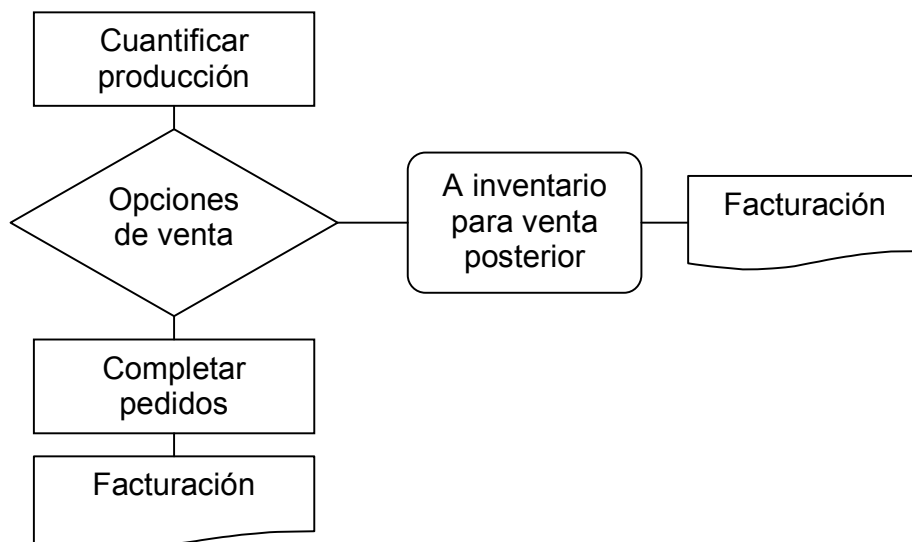 Cuantificar
producción
Opciones
de venta
A inventario
para venta
posterior
Facturación
Completar
pedidos
Facturación